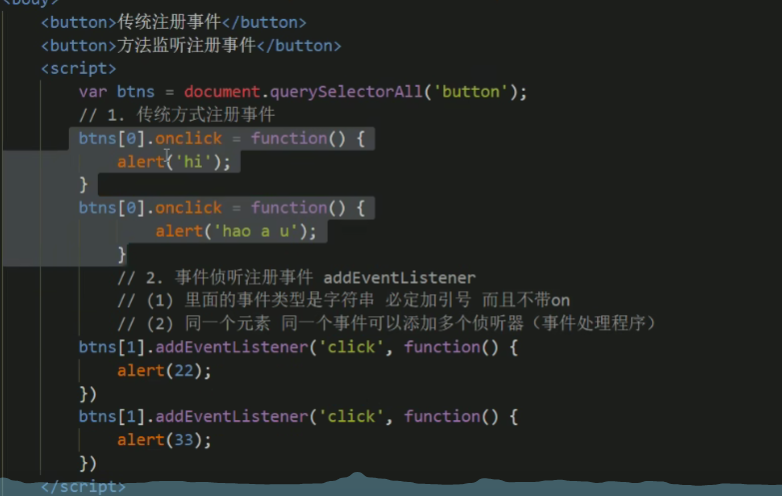 <body>
<button>传统注册事件</button>
<button>方法监听注册事件</button>
<script>
var btns = document.querySelectorAll('button');
// 1. 传统方式注册事件
btns[0].onclick = function() {
alert('hi');
}
btns[0].onclick = function() {
alert('hao a u');
}
// 2. 事件侦听注册事件 addEventListener
// (1) 里面的事件类型是字符串 必定加引号 而且不带on
// (2) 同一个元素 同一个事件可以添加多个侦听器（事件处理程序）
btns[1].addEventListener('click', function() {
alert(22);
})
btns[1].addEventListener('click', function() {
alert(33);
})
</script>